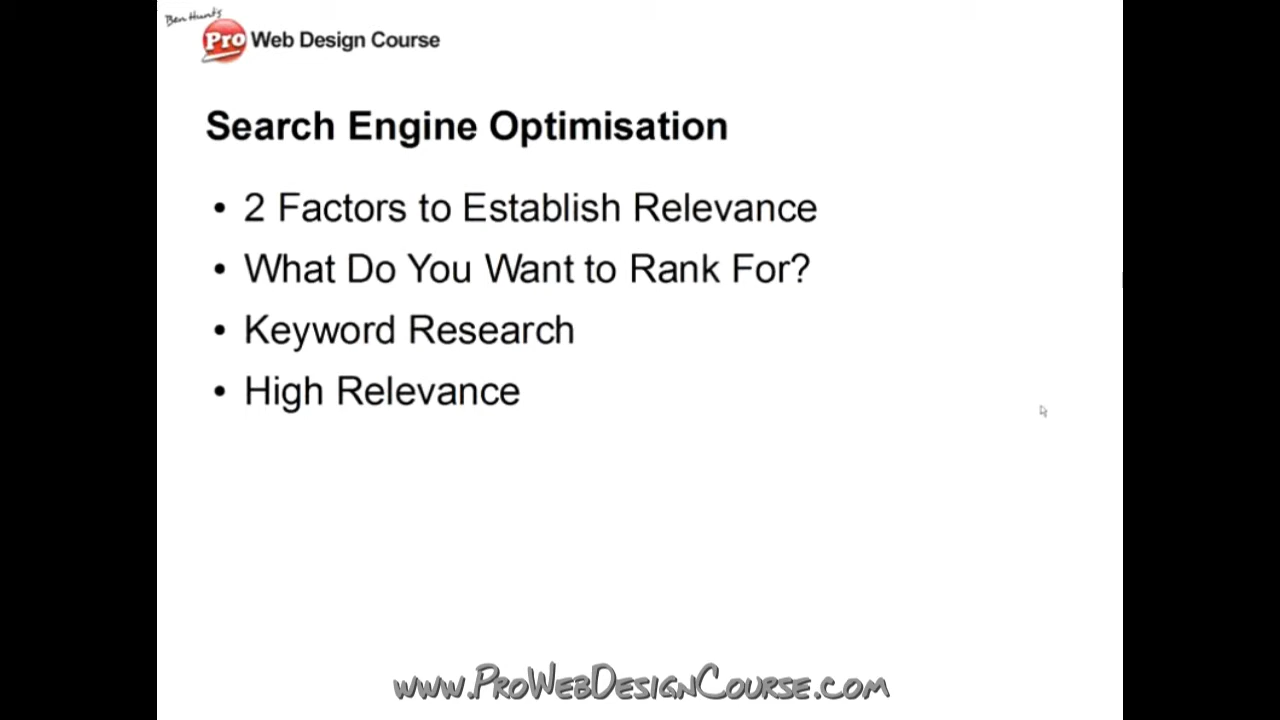 Ben Hunt's
Pro Web Design Course
Search Engine Optimisation
• 2 Factors to Establish Relevance
• What Do You Want to Rank For?
• Keyword Research
• High Relevance
www.ProWebDesignCourse.com